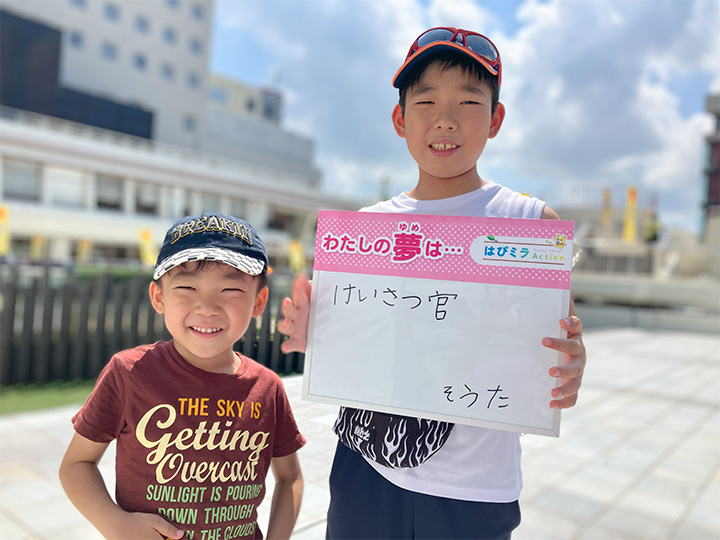 わたしの夢は…
ゆめ
はぴミラ
Action
けいさつ官
そうた
BREAKIN
THE SKY IS
Getting
Overcast
SUNLIGHT IS POURING
DOWN THROUGH
THE CLOUDS